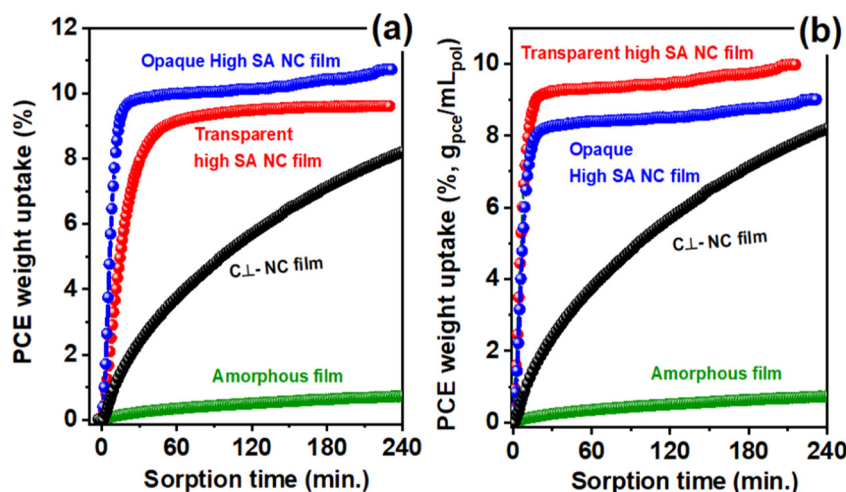 (a)
12
10
8
6
4
2
0
PCE weight uptake (%)
Opaque High SA NC film
Transparent
high SA NC film
C⊥- NC film
Amorphous film
0 60 120 180 240
Sorption time (min.)
(b)
10
8
6
4
2
0
PCE weight uptake (%, gpce/mLpol)
Transparent high SA NC film
Opaque
High SA NC film
C⊥- NC film
Amorphous film
0 60 120 180 240
Sorption time (min.)